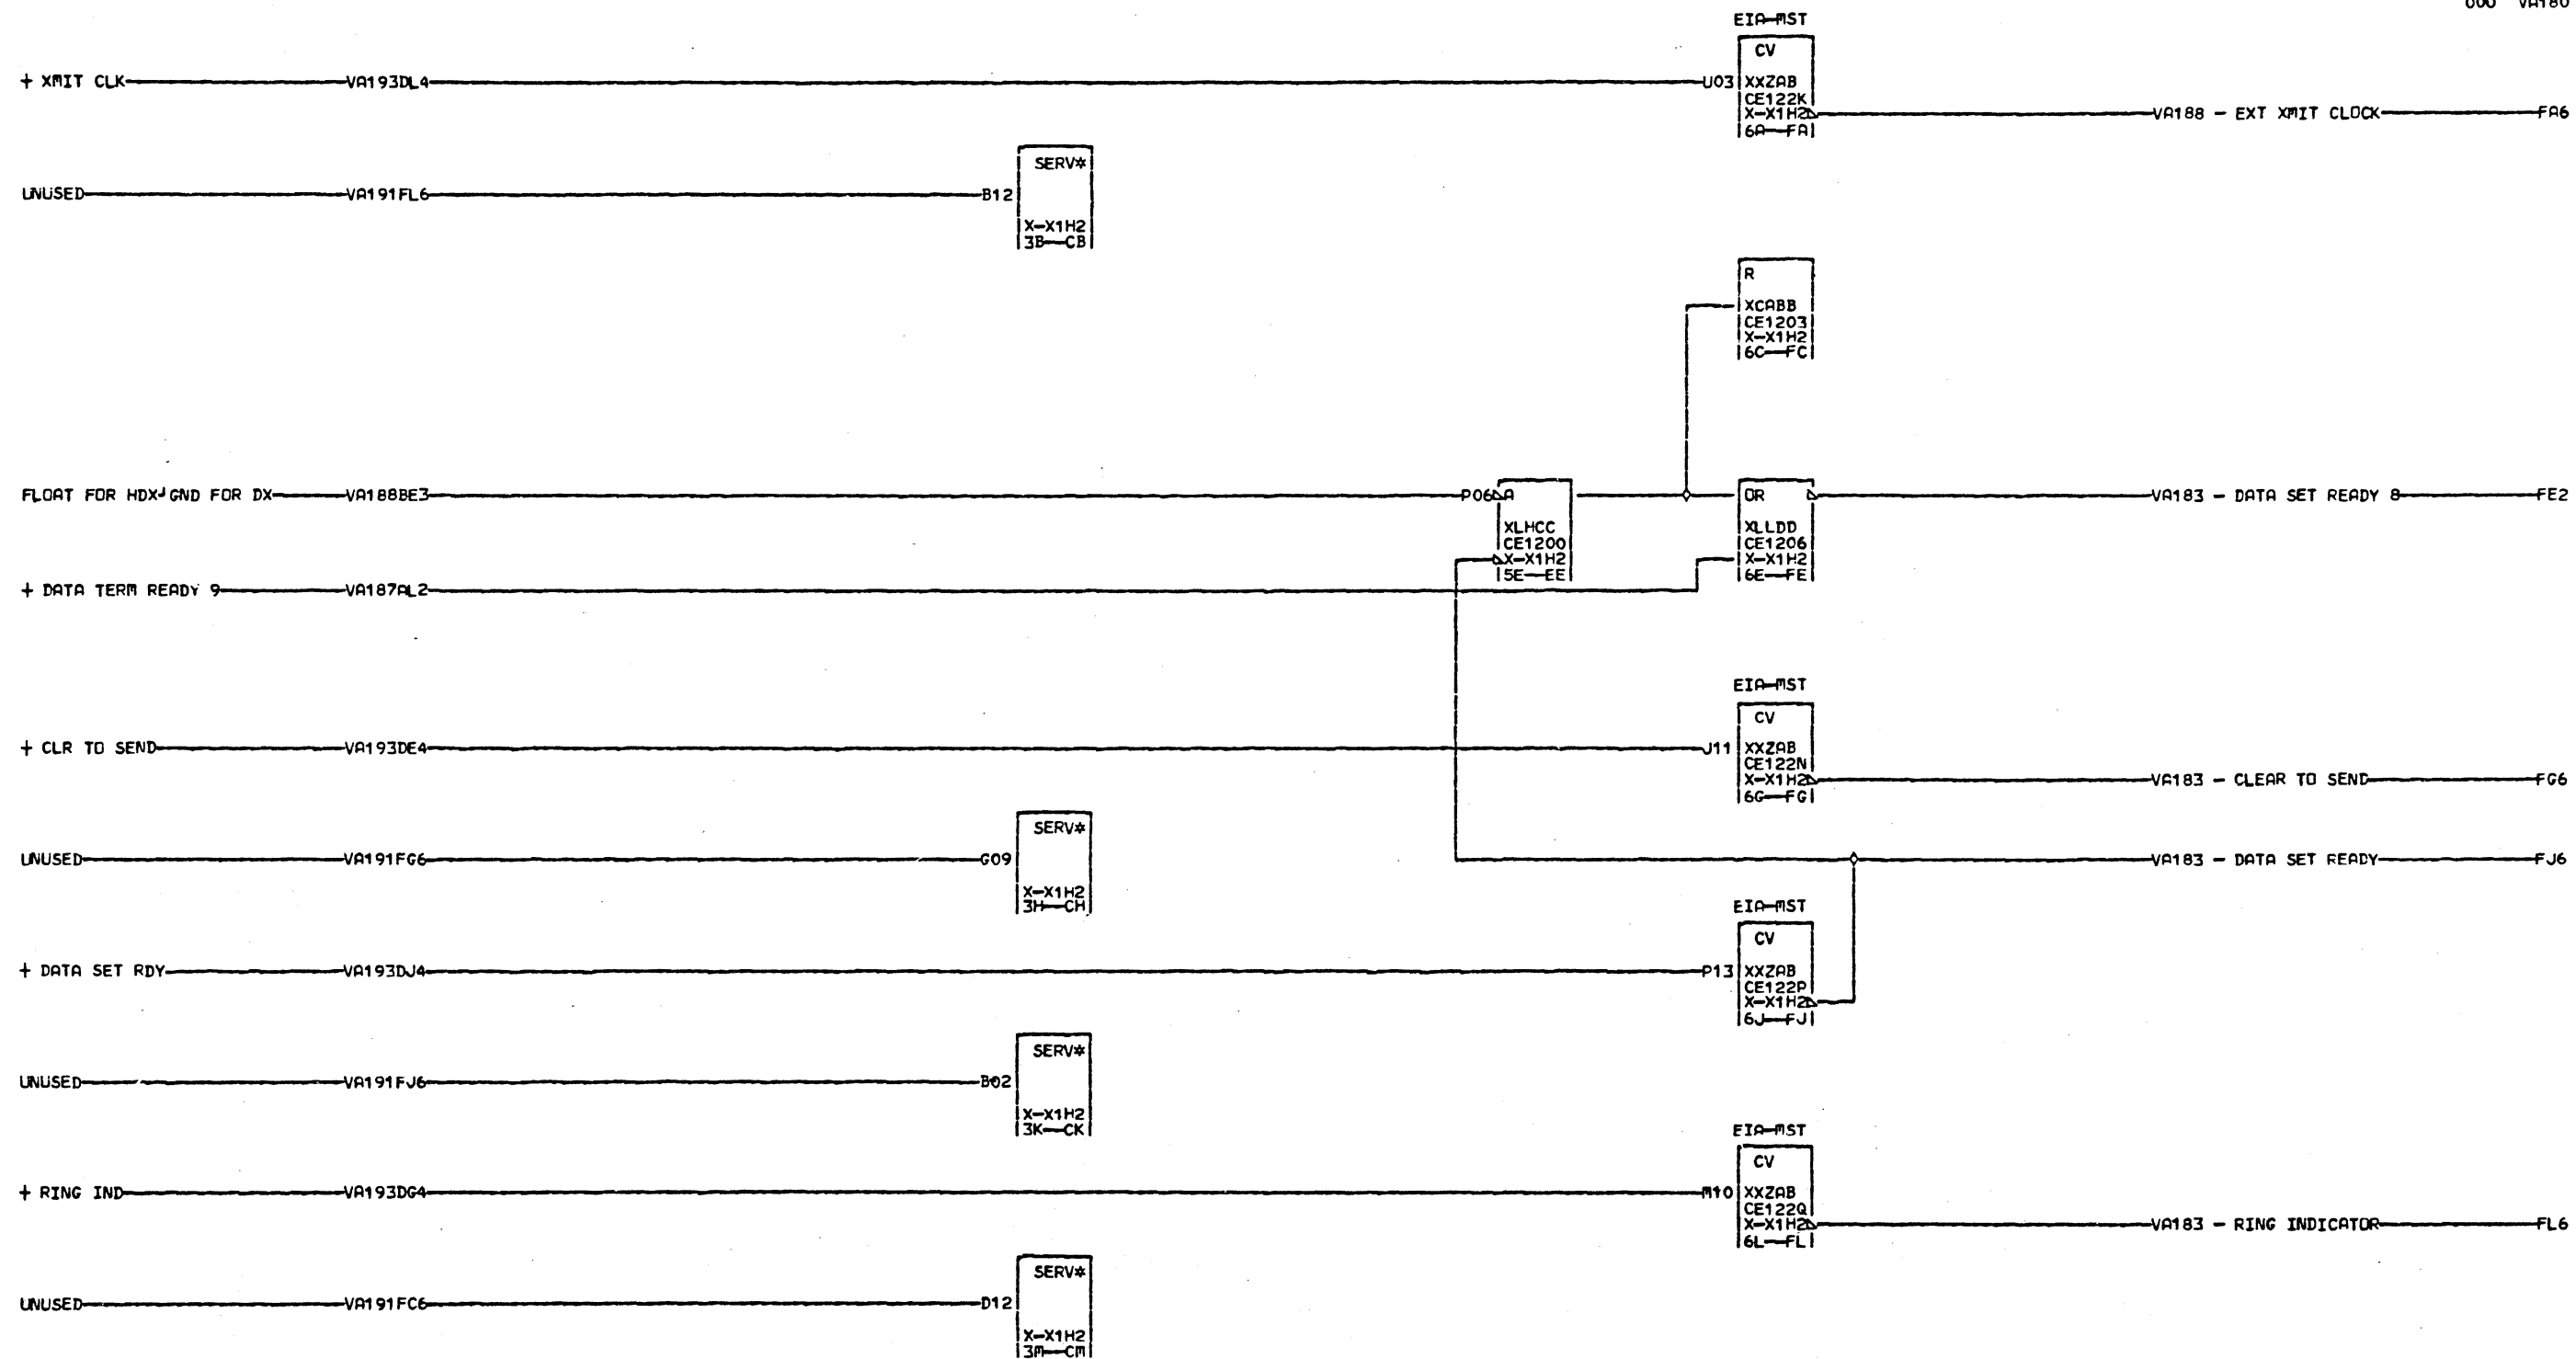 000 VA180
EIA-MST
CV
+ XMIT CLK VA193DL4 U03 XXZAB
CE122K
X-X1H2 VA188 - EXT XMIT CLOCK FA6
6A-FA
SERV*
UNUSED VA191FL6 B12
X-X1H2
3B-CB
R
XCABB
CE1203
X-X1H2
6C-FC
FLOAT FOR HDX GND FOR DX VA188BE3 P06 A OR VA183 - DATA SET READY 8 FE2
XLHCC XLLDD
CE1200 CE1206
X-X1H2 X-X1H2
5E-EE 6E-FE
+ DATA TERM READY 9 VA187AL2
EIA-MST
CV
+ CLR TO SEND VA193DE4 J11 XXZAB
CE122N
X-X1H2 VA183 - CLEAR TO SEND FG6
6G-FG
SERV*
UNUSED VA191FG6 G09 VA183 - DATA SET READY FJ6
X-X1H2
3H-CH
EIA-MST
CV
+ DATA SET RDY VA193DJ4 P13 XXZAB
CE122P
X-X1H2
6J-FJ
SERV*
UNUSED VA191FJ6 B02
X-X1H2
3K-CK
EIA-MST
CV
+ RING IND VA193DG4 M10 XXZAB
CE122Q
X-X1H2 VA183 - RING INDICATOR FL6
6L-FL
SERV*
UNUSED VA191FC6 D12
X-X1H2
3M-CM